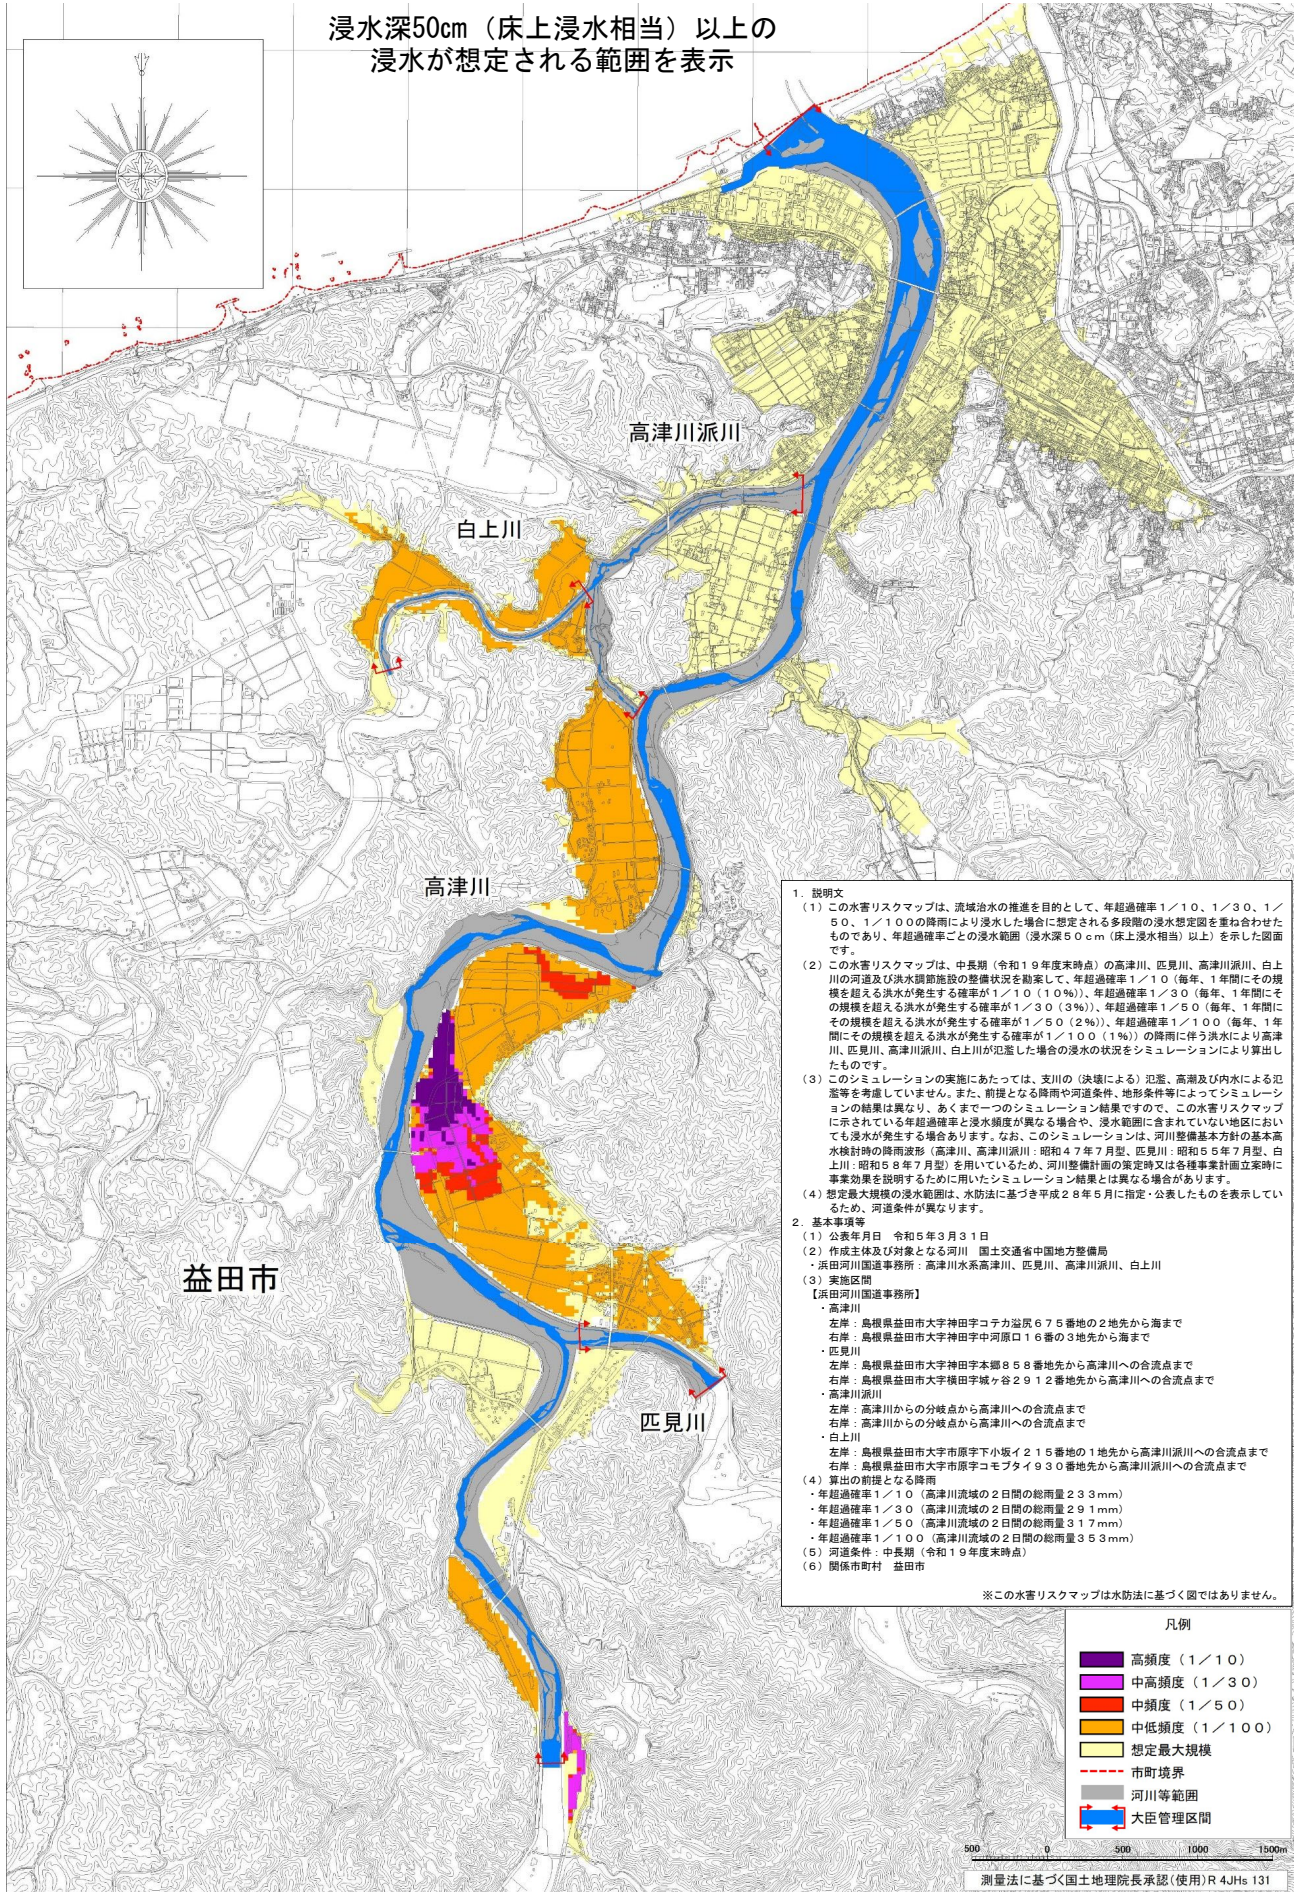 浸水深50㎝（床上浸水相当）以上の
浸水が想定される範囲を表示
高津川派川
白上川
高津川
益田市
匹見川
1．説明文
（１）この水害リスクマップは、流域治水の推進を目的として、年超過確率１／１０、１／３０、１／
５０、１／１００の降雨により浸水した場合に想定される多段階の浸水想定図を重ね合わせた
ものであり、年超過確率ごとの浸水範囲（浸水深５０ｃｍ（床上浸水相当）以上）を示した図面
です。
（２）この水害リスクマップは、中長期（令和１９年度末時点）の高津川、匹見川、高津川派川、白上
川の河道及び洪水調節施設の整備状況を勘案して、年超過確率１／１０（毎年、１年間にその規
模を超える洪水が発生する確率が１／１０（１０％））、年超過確率１／３０（毎年、１年間にそ
の規模を超える洪水が発生する確率が１／３０（３％））、年超過確率１／５０（毎年、１年間に
その規模を超える洪水が発生する確率が１／５０（２％））、年超過確率１／１００（毎年、１年
間にその規模を超える洪水が発生する確率が１／１００（１％））の降雨に伴う洪水により高津
川、匹見川、高津川派川、白上川が氾濫した場合の浸水の状況をシミュレーションにより算出し
たものです。
（３）このシミュレーションの実施にあたっては、支川の（決壊による）氾濫、高潮及び内水による氾
濫等を考慮していません。また、前提となる降雨や河道条件、地形条件等によってシミュレーショ
ンの結果は異なり、あくまで一つのシミュレーション結果ですので、この水害リスクマップ
に示されている年超過確率と浸水頻度が異なる場合や、浸水範囲に含まれていない地区におい
ても浸水が発生する場合あります。なお、このシミュレーションは、河川整備基本方針の基本高
水検討時の降雨波形（高津川、高津川派川：昭和４７年７月型、匹見川：昭和５５年７月型、白
上川：昭和５８年７月型）を用いているため、河川整備計画の策定時又は各種事業計画立案時に
事業効果を説明するために用いたシミュレーション結果とは異なる場合があります。
（４）想定最大規模の浸水範囲は、水防法に基づき平成２８年５月に指定・公表したものを表示してい
るため、河道条件が異なります。
2．基本事項等
（１）公表年月日　令和５年３月３１日
（２）作成主体及び対象となる河川　国土交通省中国地方整備局
・浜田河川国道事務所：高津川水系高津川、匹見川、高津川派川、白上川
（３）実施区間
【浜田河川国道事務所】
・高津川
左岸：島根県益田市大字神田字コテカ溢尻６７５番地の２地先から海まで
右岸：島根県益田市大字神田字中河原口１６番の３地先から海まで
・匹見川
左岸：島根県益田市大字神田字本郷８５８番地先から高津川への合流点まで
右岸：島根県益田市大字横田字城ヶ谷２９１２番地先から高津川への合流点まで
・高津川派川
左岸：高津川からの分岐点から高津川への合流点まで
右岸：高津川からの分岐点から高津川への合流点まで
・白上川
左岸：島根県益田市大字市原字下小坂イ２１５番地の１地先から高津川派川への合流点まで
右岸：島根県益田市大字市原字コモブタイ９３０番地先から高津川派川への合流点まで
（４）算出の前提となる降雨
・年超過確率１／１０（高津川流域の２日間の総雨量２３３mm）
・年超過確率１／３０（高津川流域の２日間の総雨量２９１mm）
・年超過確率１／５０（高津川流域の２日間の総雨量３１７mm）
・年超過確率１／１００（高津川流域の２日間の総雨量３５３mm）
（５）河道条件：中長期（令和１９年度末時点）
（６）関係市町村　益田市
※この水害リスクマップは水防法に基づく図ではありません。
凡例
高頻度（１／１０）
中高頻度（１／３０）
中頻度（１／５０）
中低頻度（１／１００）
想定最大規模
市町境界
河川等範囲
大臣管理区間
500 0 500 1000 1500m
測量法に基づく国土地理院長承認（使用）R 4JHs 131